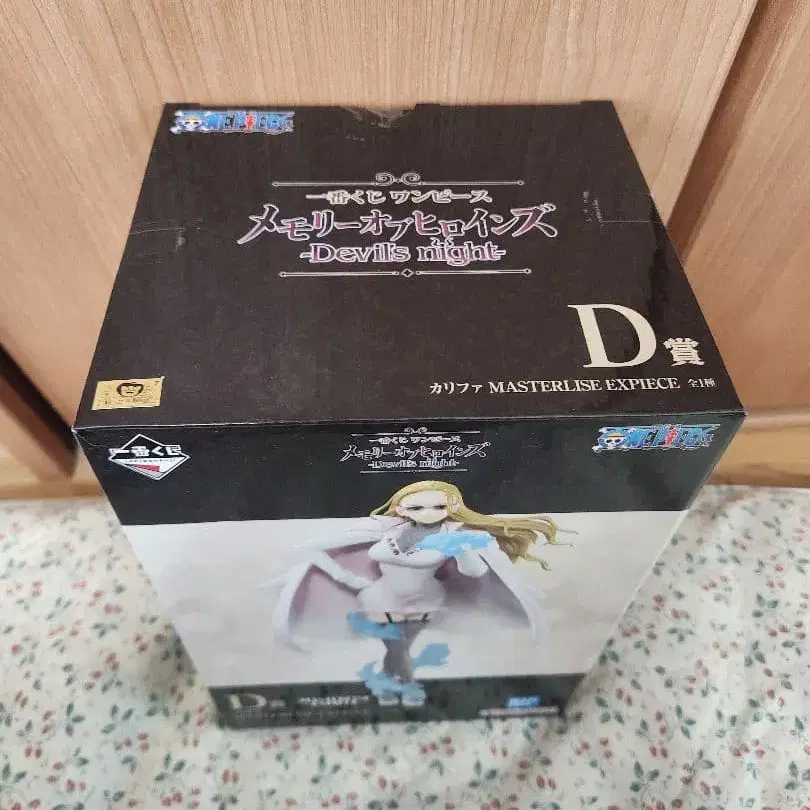 ONE PIECE
一番くじ ワンピース
メモリーオブヒロインズ
-Devil's night-
D賞
カリファ MASTERLISE EXPIECE 全1種
一番くじ
一番くじ ワンピース
メモリーオブヒロインズ
-Devil's night-
ONE PIECE
D賞